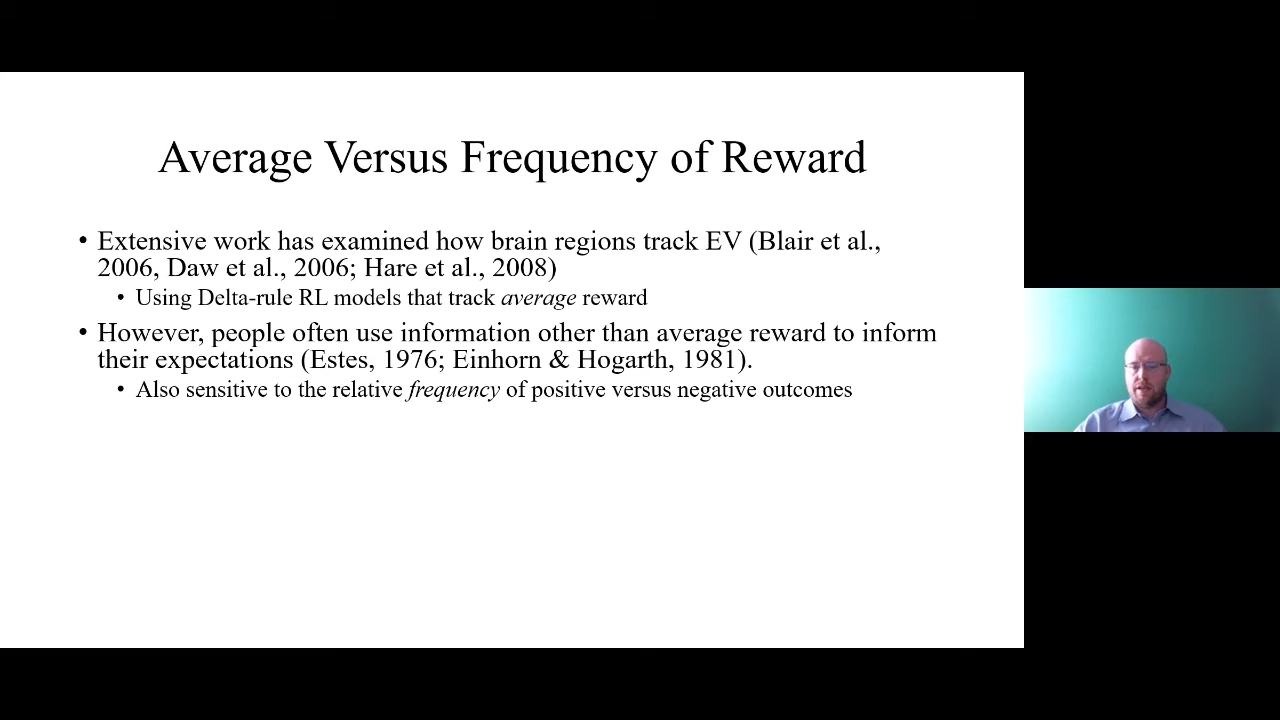 Average Versus Frequency of Reward
• Extensive work has examined how brain regions track EV (Blair et al.,
2006, Daw et al., 2006; Hare et al., 2008)
• Using Delta-rule RL models that track average reward
• However, people often use information other than average reward to inform
their expectations (Estes, 1976; Einhorn & Hogarth, 1981).
• Also sensitive to the relative frequency of positive versus negative outcomes